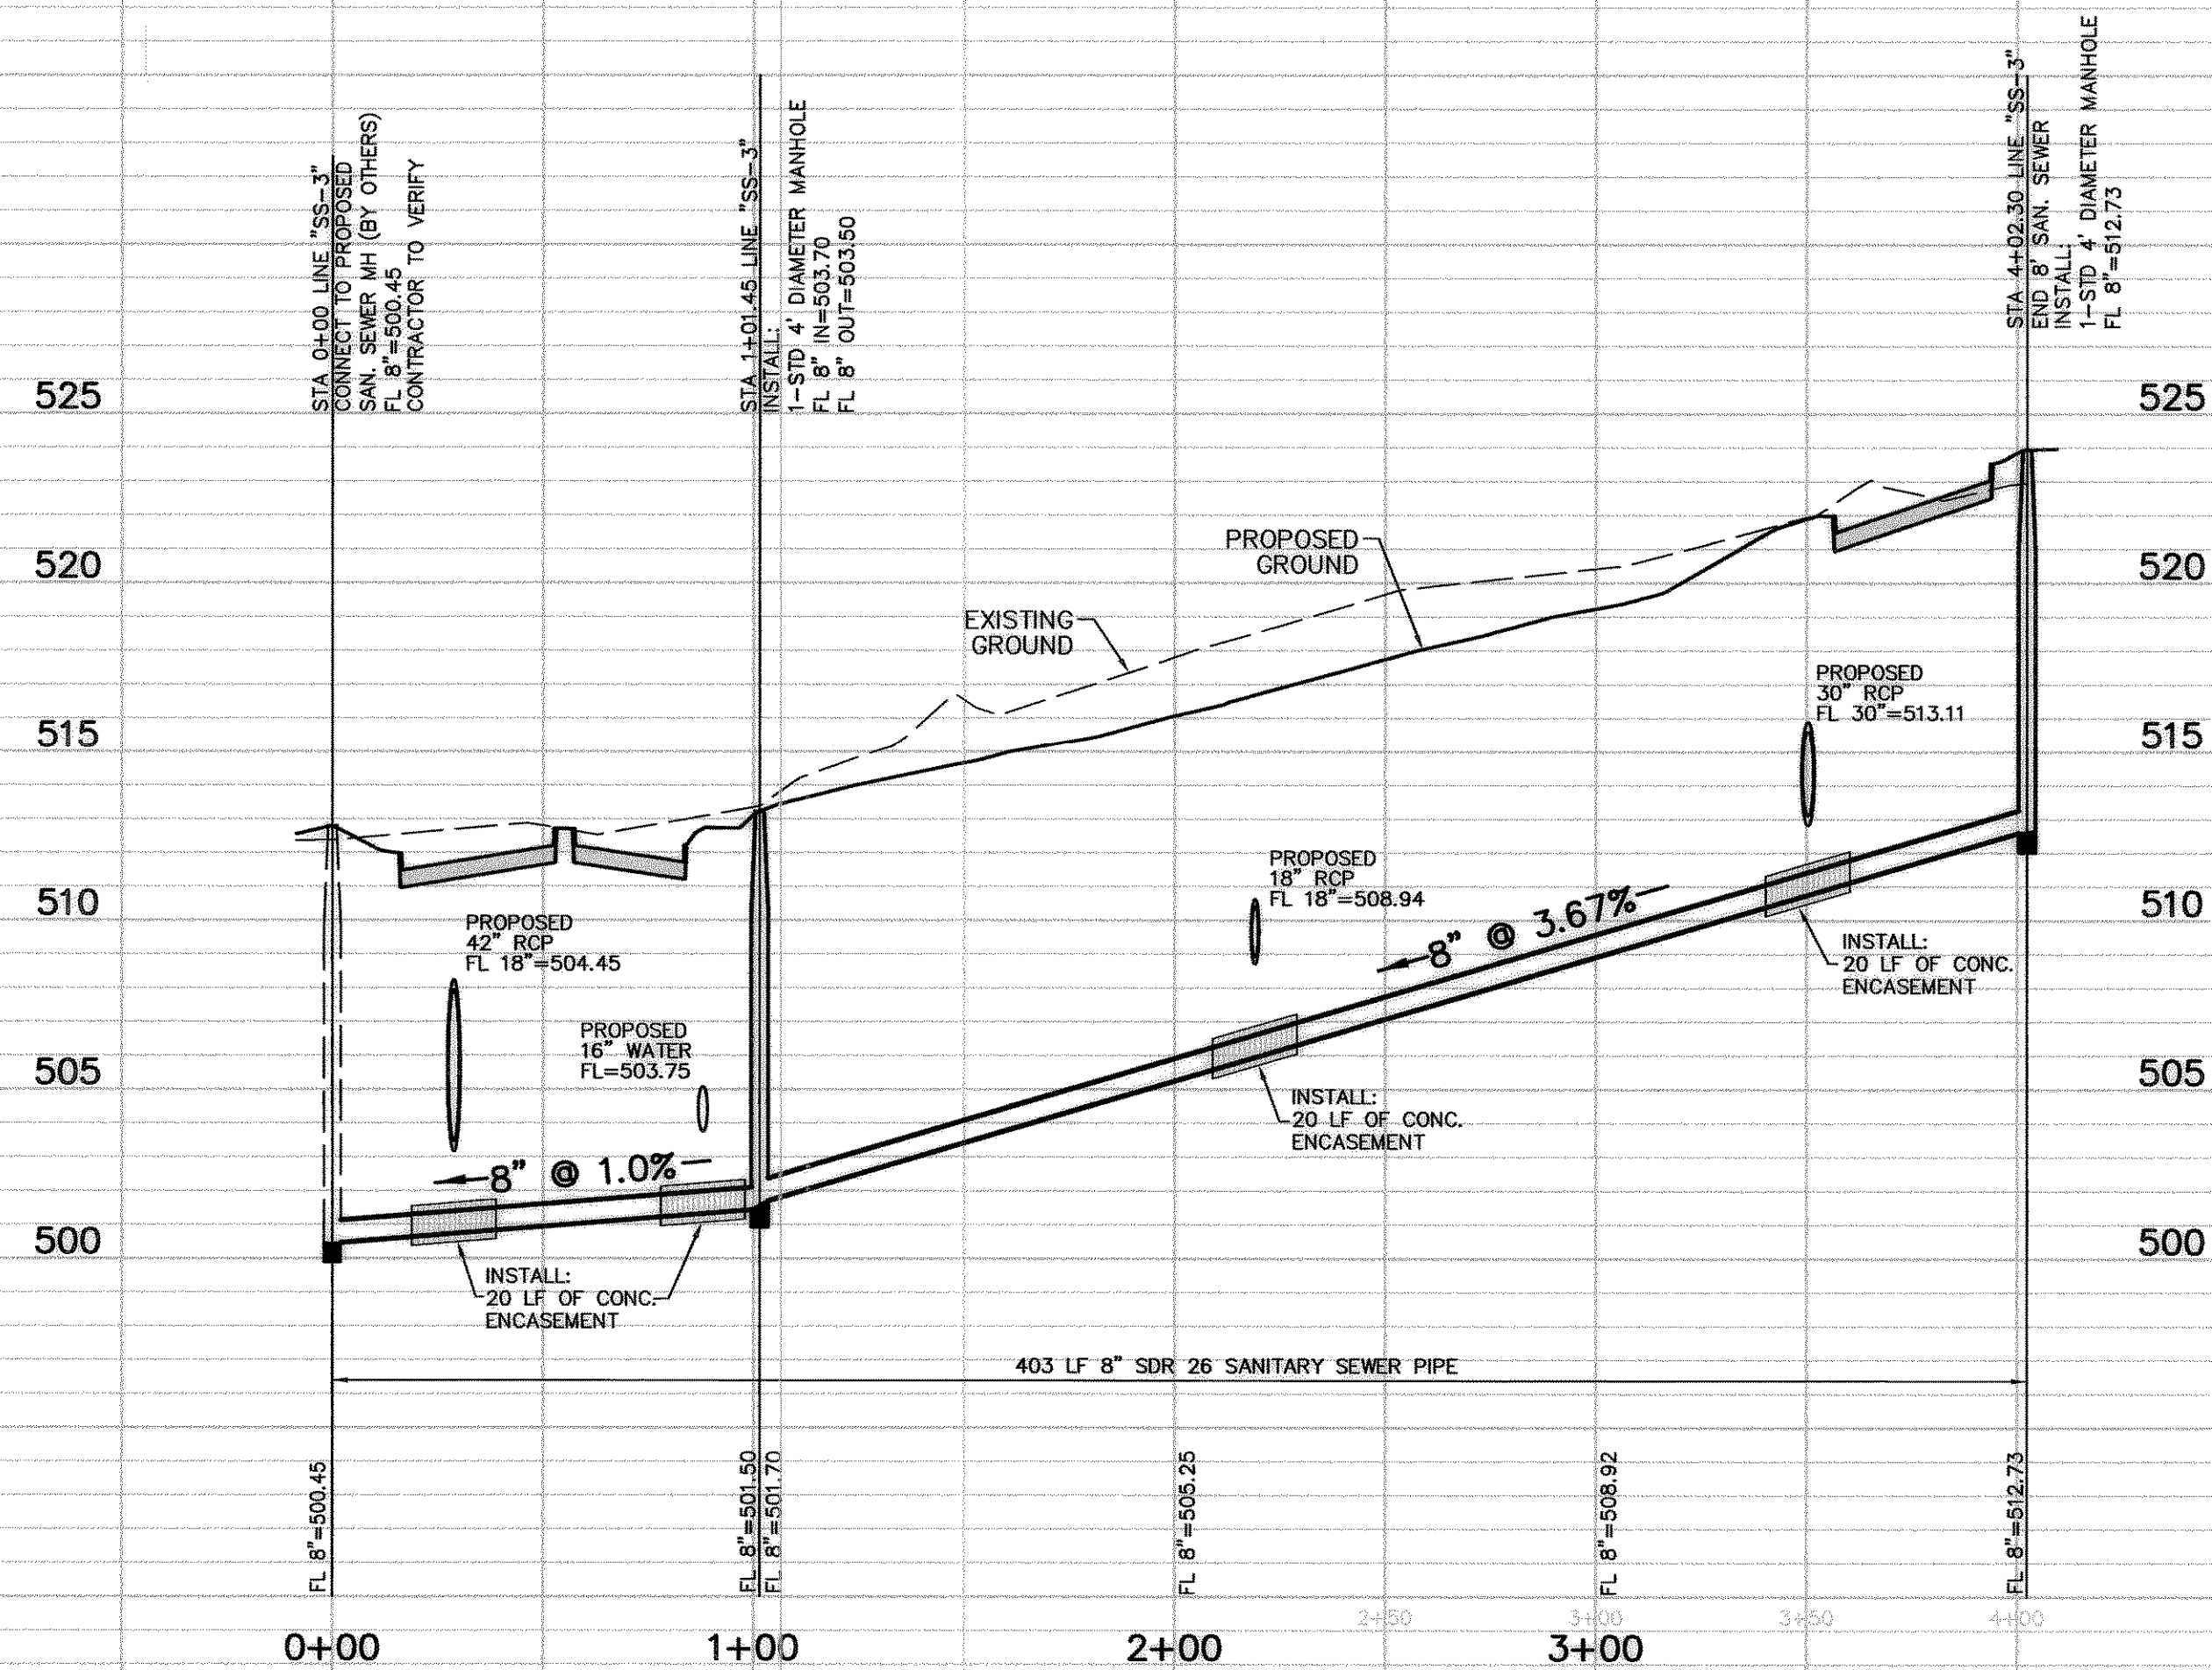 STA 0+00 LINE "SS-3"
CONNECT TO PROPOSED
SAN. SEWER MH (BY OTHERS)
FL 8"=500.45
CONTRACTOR TO VERIFY
STA 1+01.45 LINE "SS-3"
INSTALL:
1-STD 4' DIAMETER MANHOLE
FL 8" IN=503.70
FL 8" OUT=503.50
STA 4+02.30 LINE "SS-3"
END 8' SAN. SEWER
INSTALL:
1-STD 4' DIAMETER MANHOLE
FL 8"=512.73
525
525
520
520
515
515
510
510
505
505
500
500
PROPOSED
GROUND
EXISTING
GROUND
PROPOSED
30" RCP
FL 30"=513.11
PROPOSED
18" RCP
FL 18"=508.94
8" @ 3.67%
PROPOSED
42" RCP
FL 18"=504.45
INSTALL:
20 LF OF CONC.
ENCASEMENT
PROPOSED
16" WATER
FL=503.75
INSTALL:
20 LF OF CONC.
ENCASEMENT
8" @ 1.0%
INSTALL:
20 LF OF CONC.
ENCASEMENT
403 LF 8" SDR 26 SANITARY SEWER PIPE
FL 8"=500.45
FL 8"=501.50
FL 8"=501.70
FL 8"=505.25
FL 8"=508.92
FL 8"=512.73
2+50
3+00
3+50
4+00
0+00
1+00
2+00
3+00